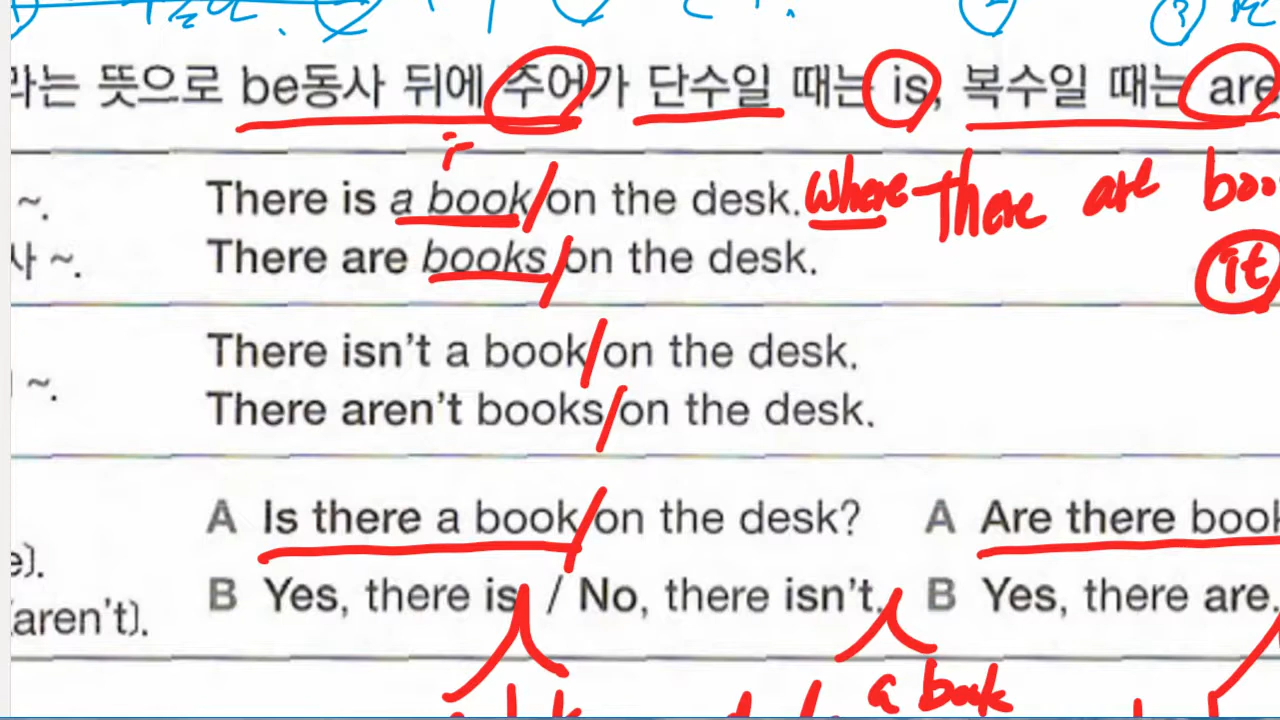 라는 뜻으로 be동사 뒤에 주어가 단수일 때는 is, 복수일 때는 are
~. There is a book/on the desk. where there are boo
사 ~. There are books/on the desk. it
~. There isn't a book/on the desk.
There aren't books/on the desk.
A Is there a book/on the desk? A Are there book
e).
B Yes, there is. / No, there isn't. B Yes, there are.
(aren't).
a book